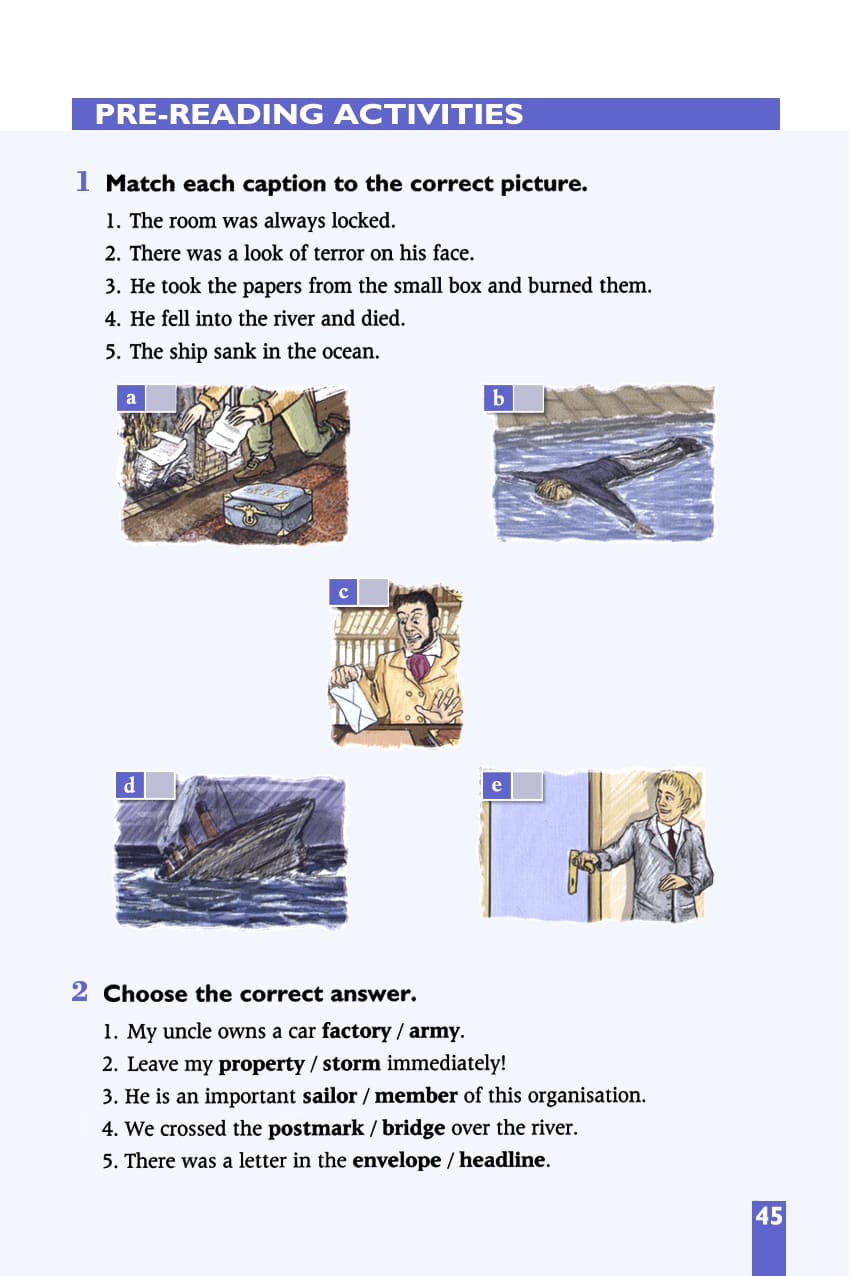 PRE-READING ACTIVITIES
1 Match each caption to the correct picture.
1. The room was always locked.
2. There was a look of terror on his face.
3. He took the papers from the small box and burned them.
4. He fell into the river and died.
5. The ship sank in the ocean.
a
b
K.K.K.
c
d
e
2 Choose the correct answer.
1. My uncle owns a car factory / army.
2. Leave my property / storm immediately!
3. He is an important sailor / member of this organisation.
4. We crossed the postmark / bridge over the river.
5. There was a letter in the envelope / headline.
45